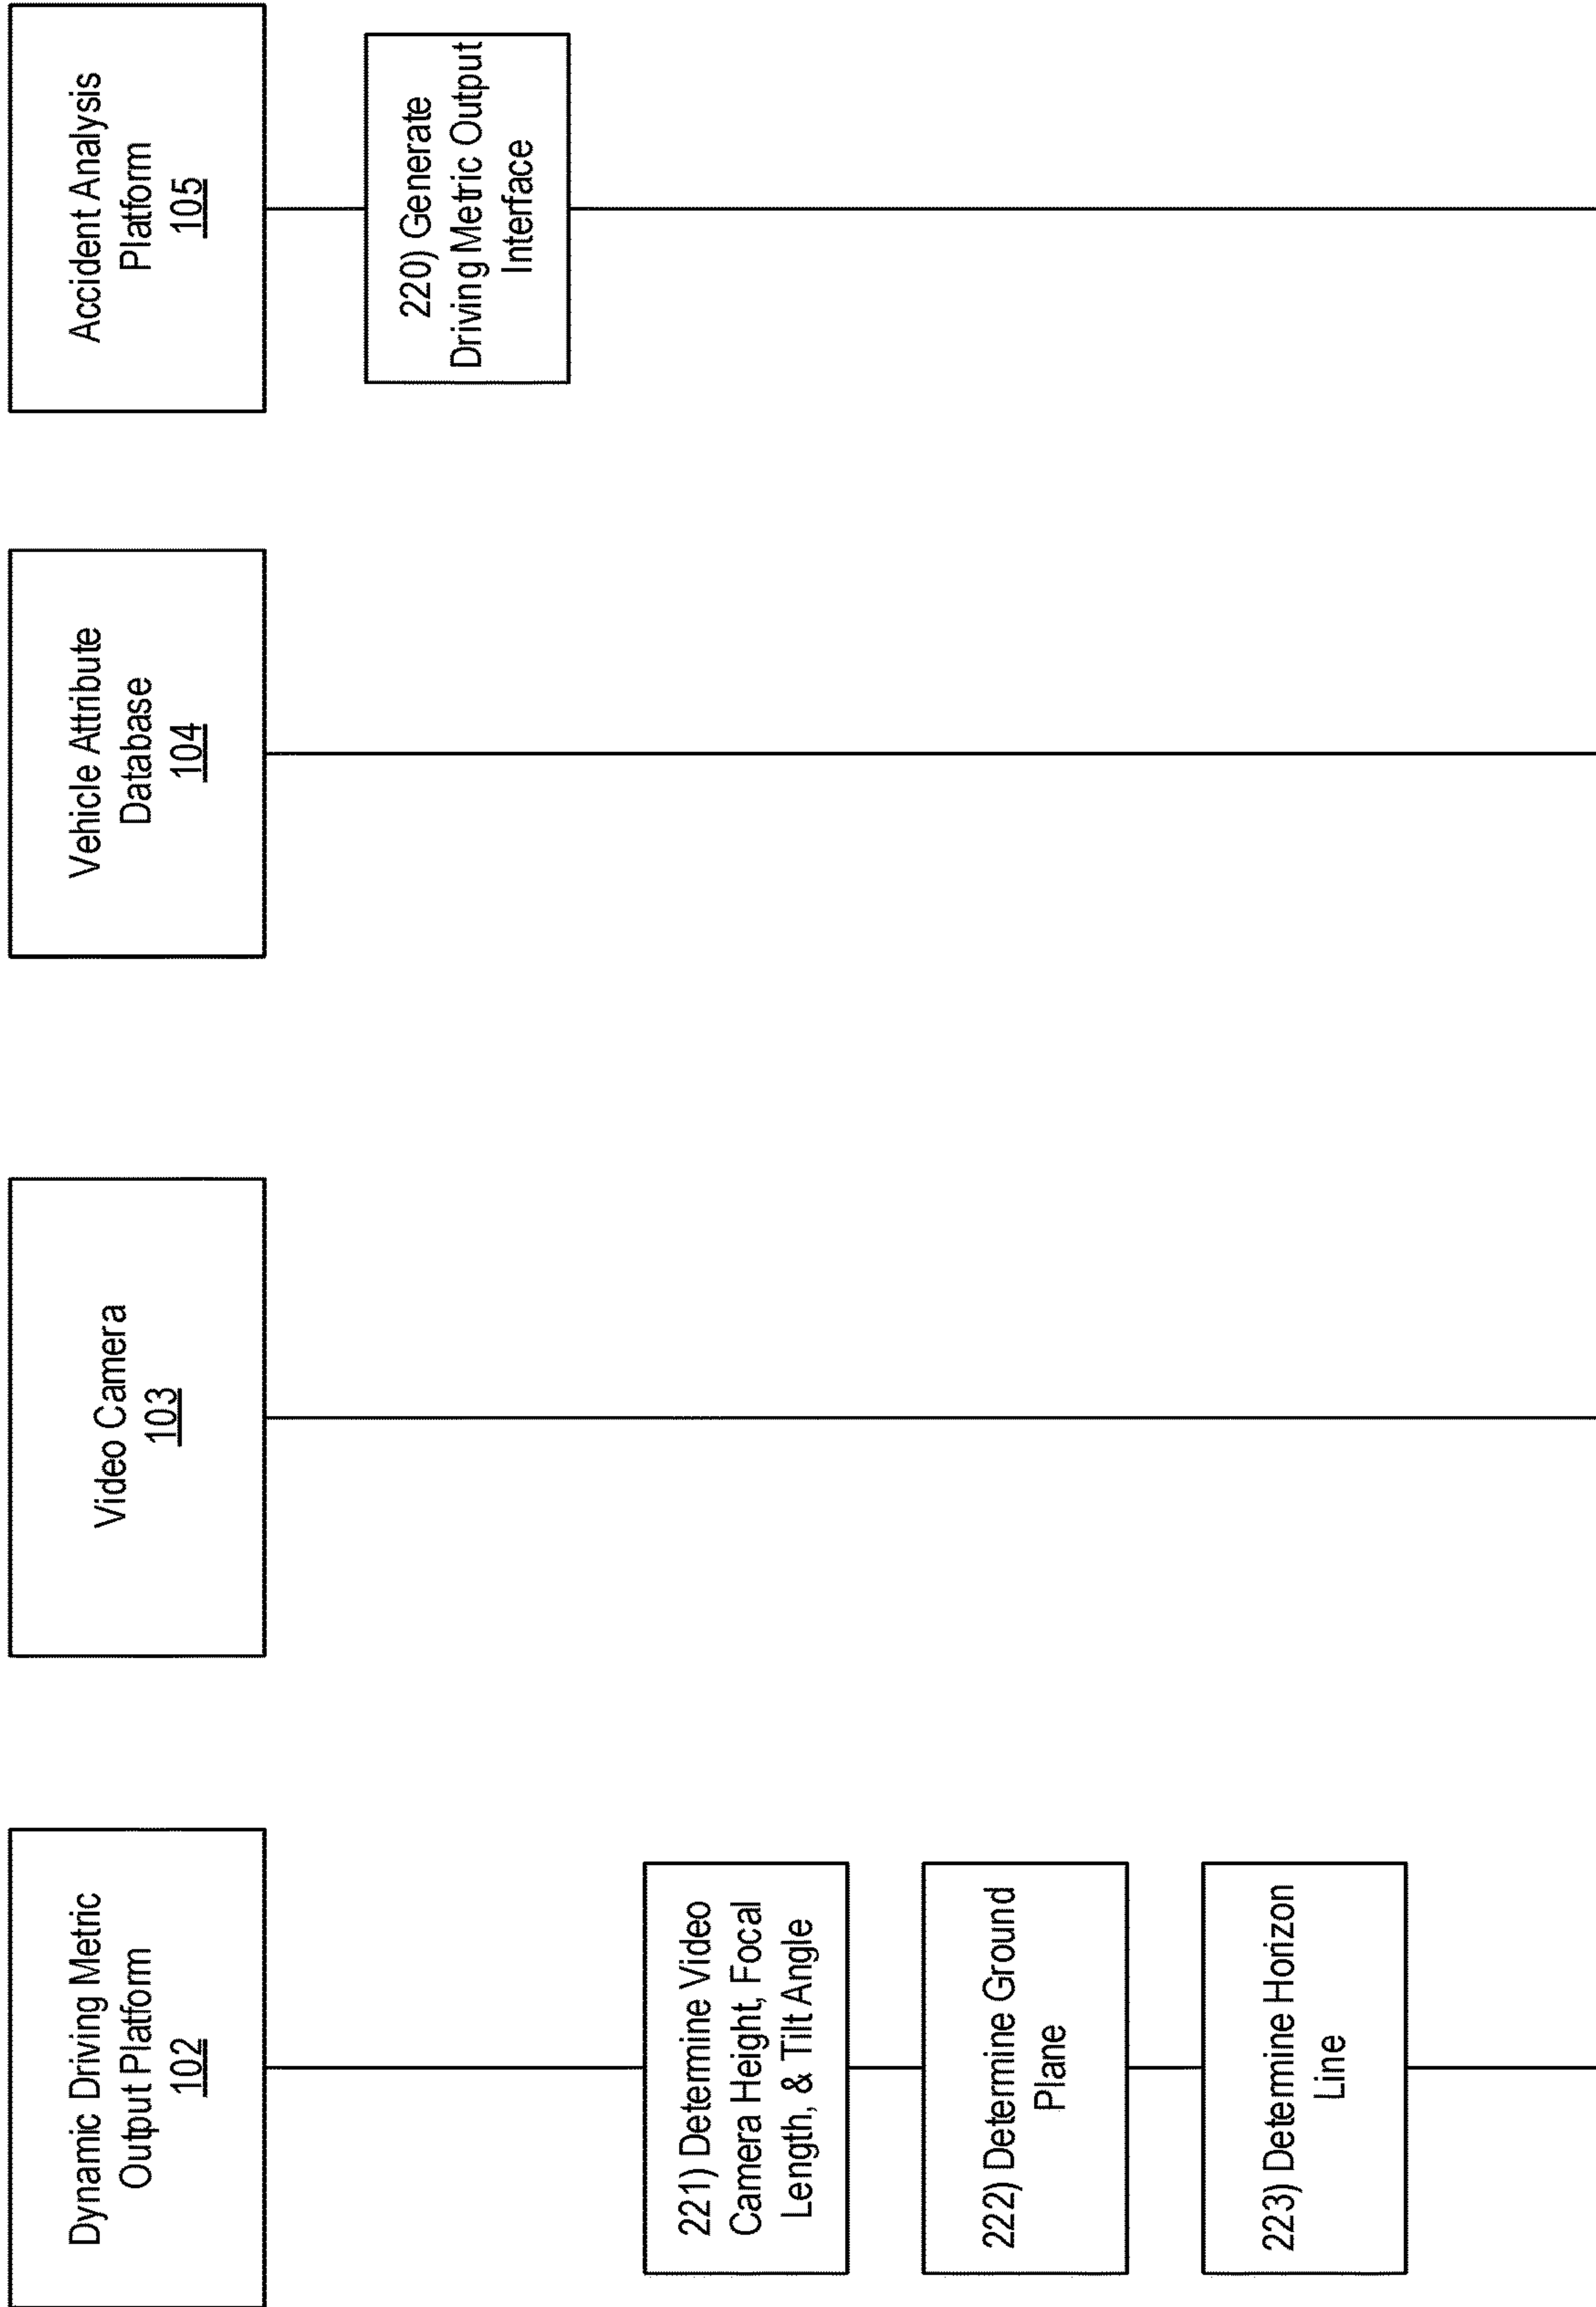 Dynamic Driving Metric
Output Platform
102
Video Camera
103
Vehicle Attribute
Database
104
Accident Analysis
Platform
105
220) Generate
Driving Metric Output
Interface
221) Determine Video
Camera Height, Focal
Length, & Tilt Angle
222) Determine Ground
Plane
223) Determine Horizon
Line